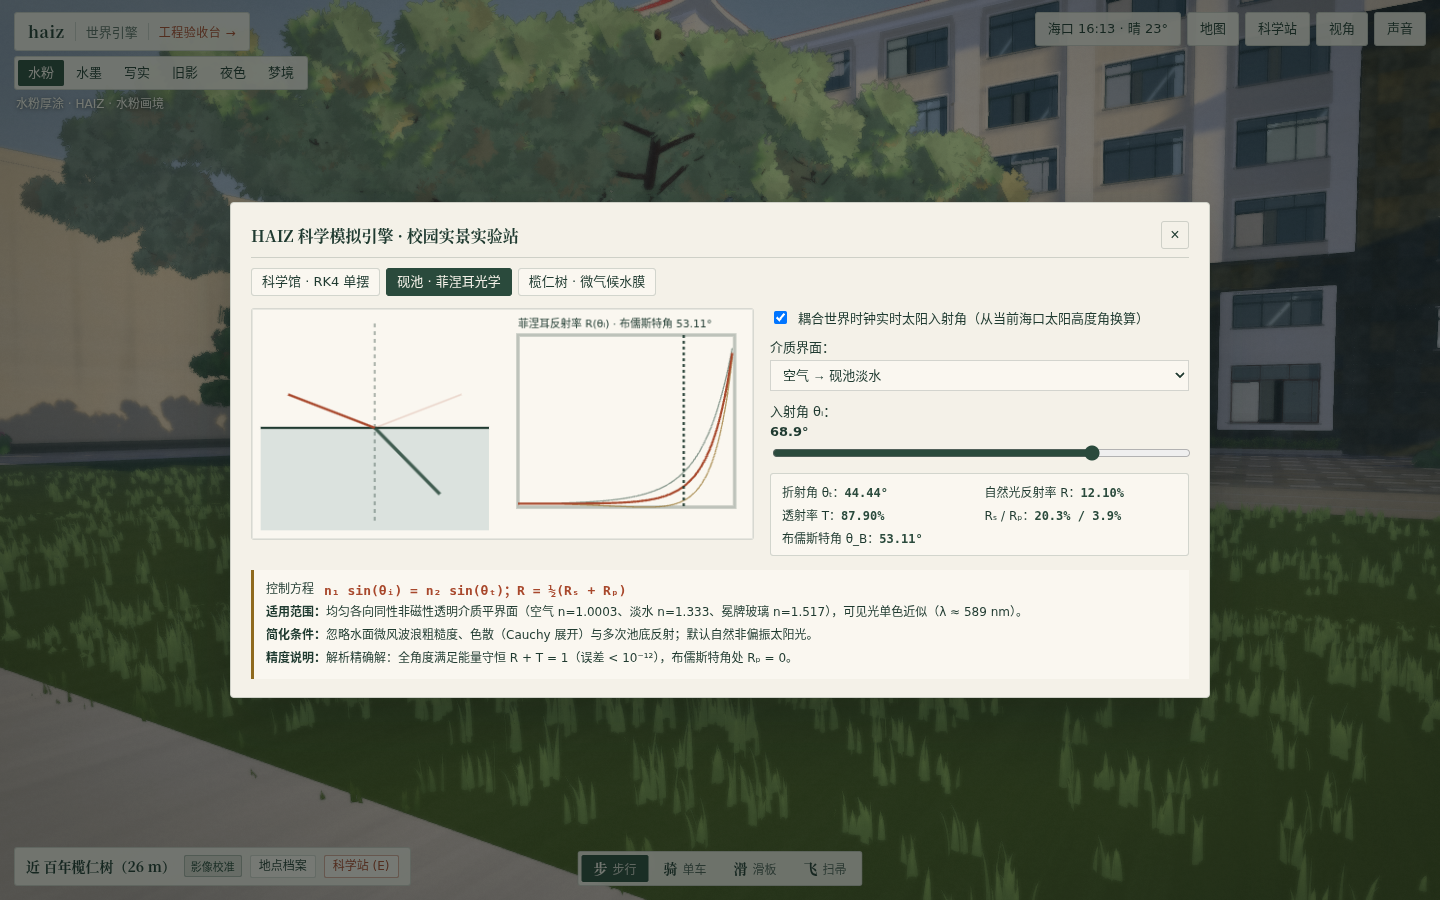 haiz 世界引擎 工程验收台 →
海口 16:13 · 晴 23° 地图 科学站 视角 声音
水粉 水墨 写实 旧影 夜色 梦境
水粉厚涂 · HAIZ · 水粉画境
HAIZ 科学模拟引擎 · 校园实景实验站 ×
科学馆 · RK4 单摆 砚池 · 菲涅耳光学 榄仁树 · 微气候水膜
菲涅耳反射率 R(θᵢ) · 布儒斯特角 53.11°
耦合世界时钟实时太阳入射角（从当前海口太阳高度角换算）
介质界面：
空气 → 砚池淡水
入射角 θᵢ：
68.9°
折射角 θₜ：44.44° 自然光反射率 R：12.10%
透射率 T：87.90% Rₛ / Rₚ：20.3% / 3.9%
布儒斯特角 θ_B：53.11°
控制方程 n₁ sin(θᵢ) = n₂ sin(θₜ)；R = ½(Rₛ + Rₚ)
适用范围：均匀各向同性非磁性透明介质平界面（空气 n=1.0003、淡水 n=1.333、冕牌玻璃 n=1.517），可见光单色近似（λ ≈ 589 nm）。
简化条件：忽略水面微风波浪粗糙度、色散（Cauchy 展开）与多次池底反射；默认自然非偏振太阳光。
精度说明：解析精确解：全角度满足能量守恒 R + T = 1（误差 < 10⁻¹²），布儒斯特角处 Rₚ = 0。
近 百年榄仁树（26 m） 影像校准 地点档案 科学站 (E)
步 步行 骑 单车 滑 滑板 飞 扫帚